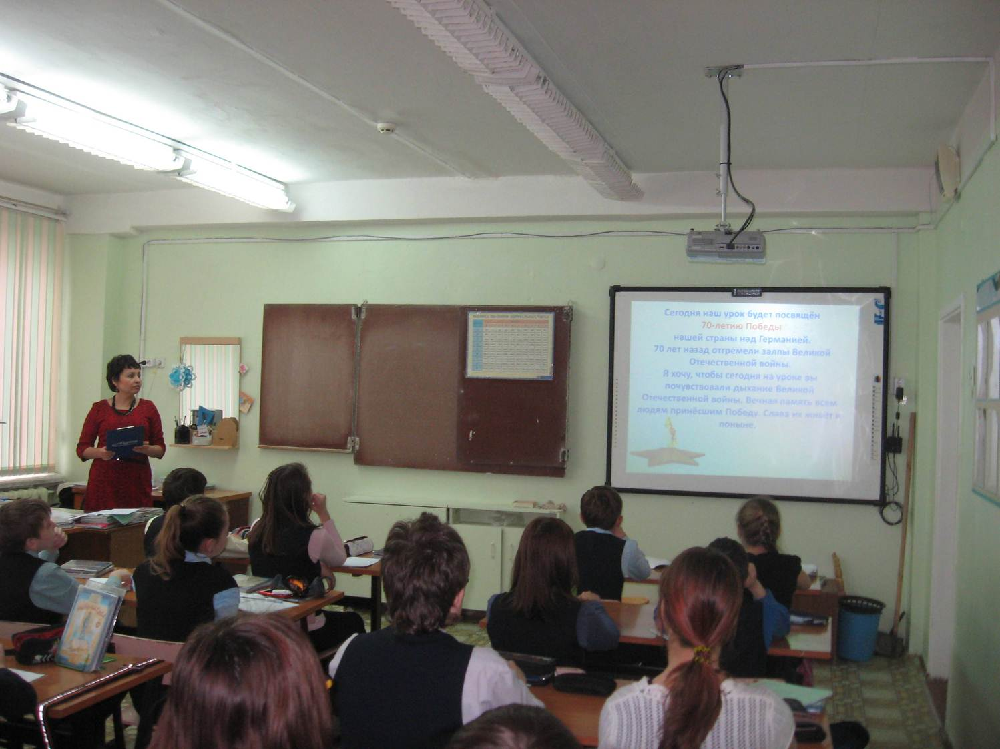 Сегодня наш урок будет посвящён
70-летию Победы
нашей страны над Германией.
70 лет назад отгремели залпы Великой
Отечественной войны.
Я хочу, чтобы сегодня на уроке вы
почувствовали дыхание Великой
Отечественной войны. Вечная память всем
людям принёсшим Победу. Слава их живёт и
поныне.